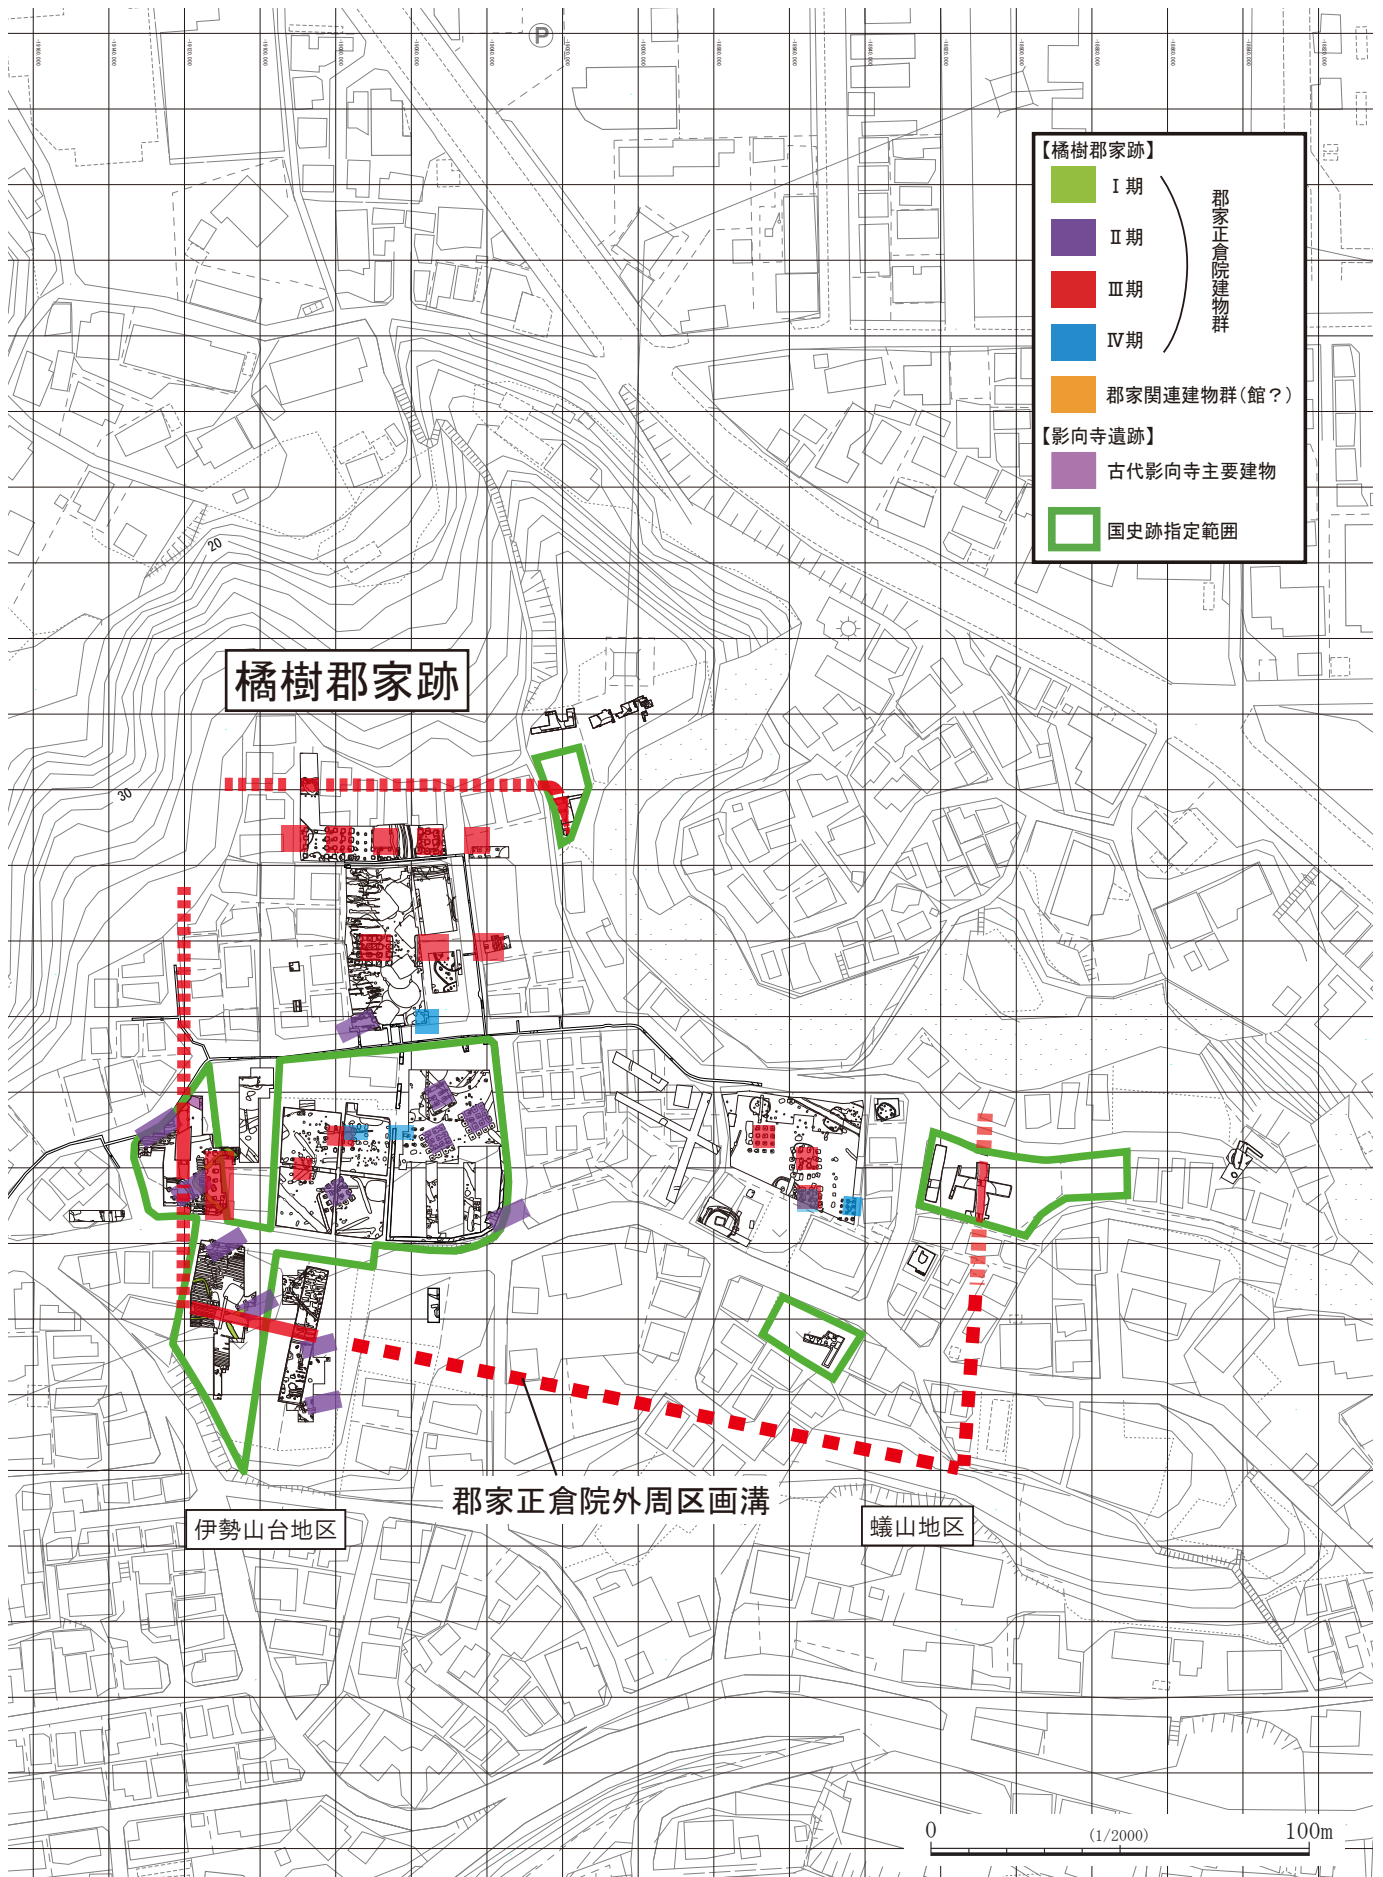 P
【橘樹郡家跡】
Ⅰ期
Ⅱ期
Ⅲ期
Ⅳ期
郡家正倉院建物群
郡家関連建物群(館?)
【影向寺遺跡】
古代影向寺主要建物
国史跡指定範囲
20
橘樹郡家跡
30
郡家正倉院外周区画溝
伊勢山台地区
蟻山地区
0
(1/2000)
100m